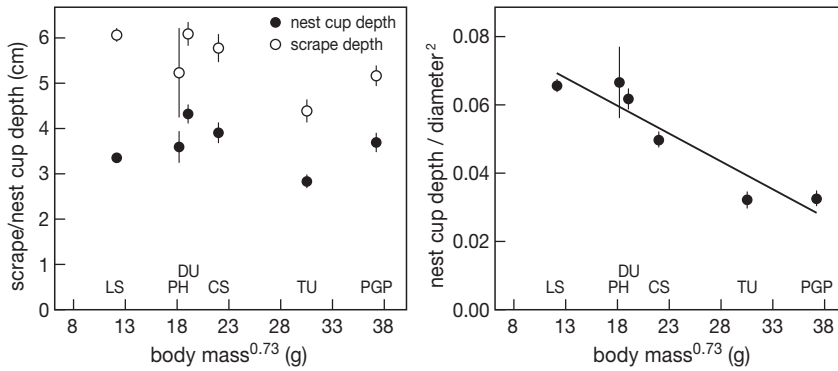 scrape/nest cup depth (cm)
6
5
4
3
2
1
0
nest cup depth
scrape depth
DU
LS PH CS TU PGP
8 13 18 23 28 33 38
body mass^0.73 (g)
nest cup depth / diameter²
0.08
0.06
0.04
0.02
0.00
DU
LS PH CS TU PGP
8 13 18 23 28 33 38
body mass^0.73 (g)